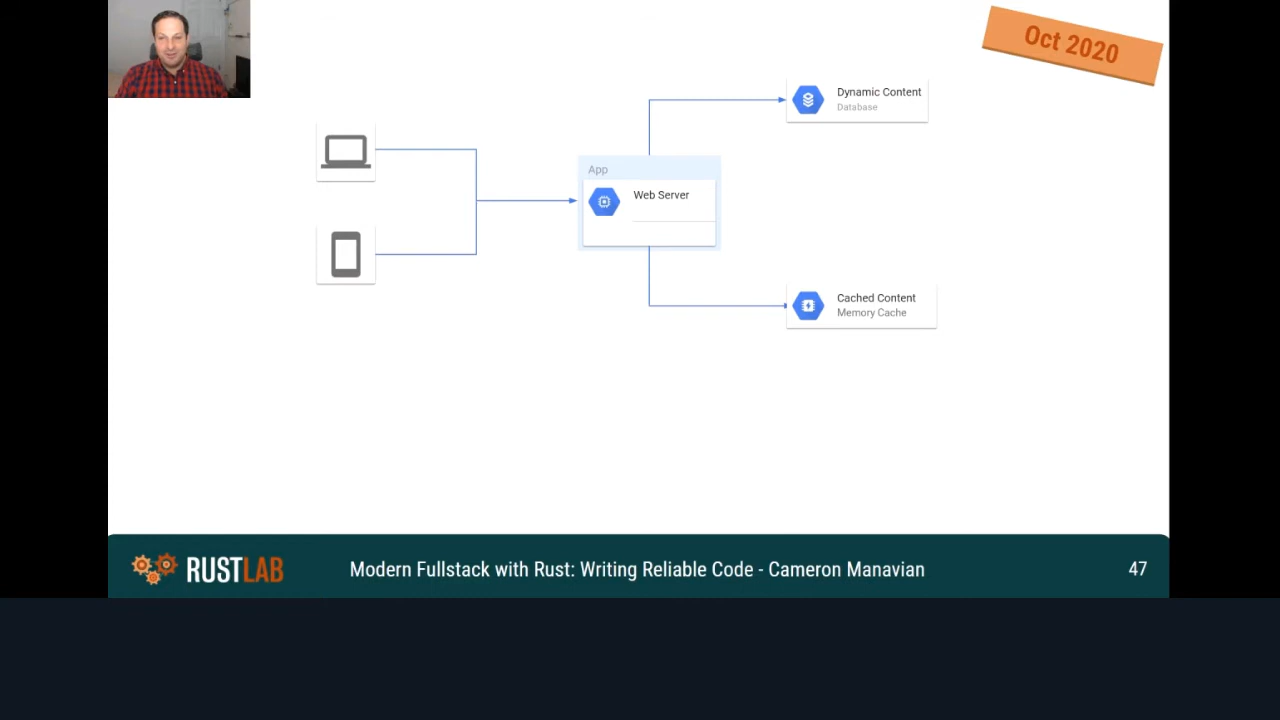 Oct 2020
Dynamic Content
Database
App
Web Server
Cached Content
Memory Cache
RUSTLAB
Modern Fullstack with Rust: Writing Reliable Code - Cameron Manavian
47